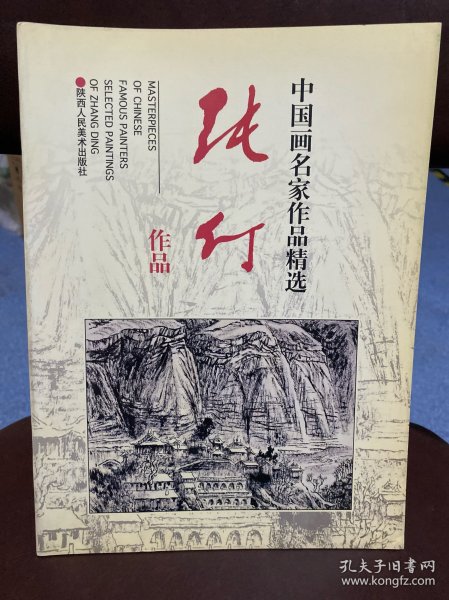 中国画名家作品精选
张仃
作品
MASTERPIECES
OF CHINESE
FAMOUS PAINTERS
SELECTED PAINTINGS
OF ZHANG DING
●陕西人民美术出版社
孔夫子旧书网
www.kongfz.com